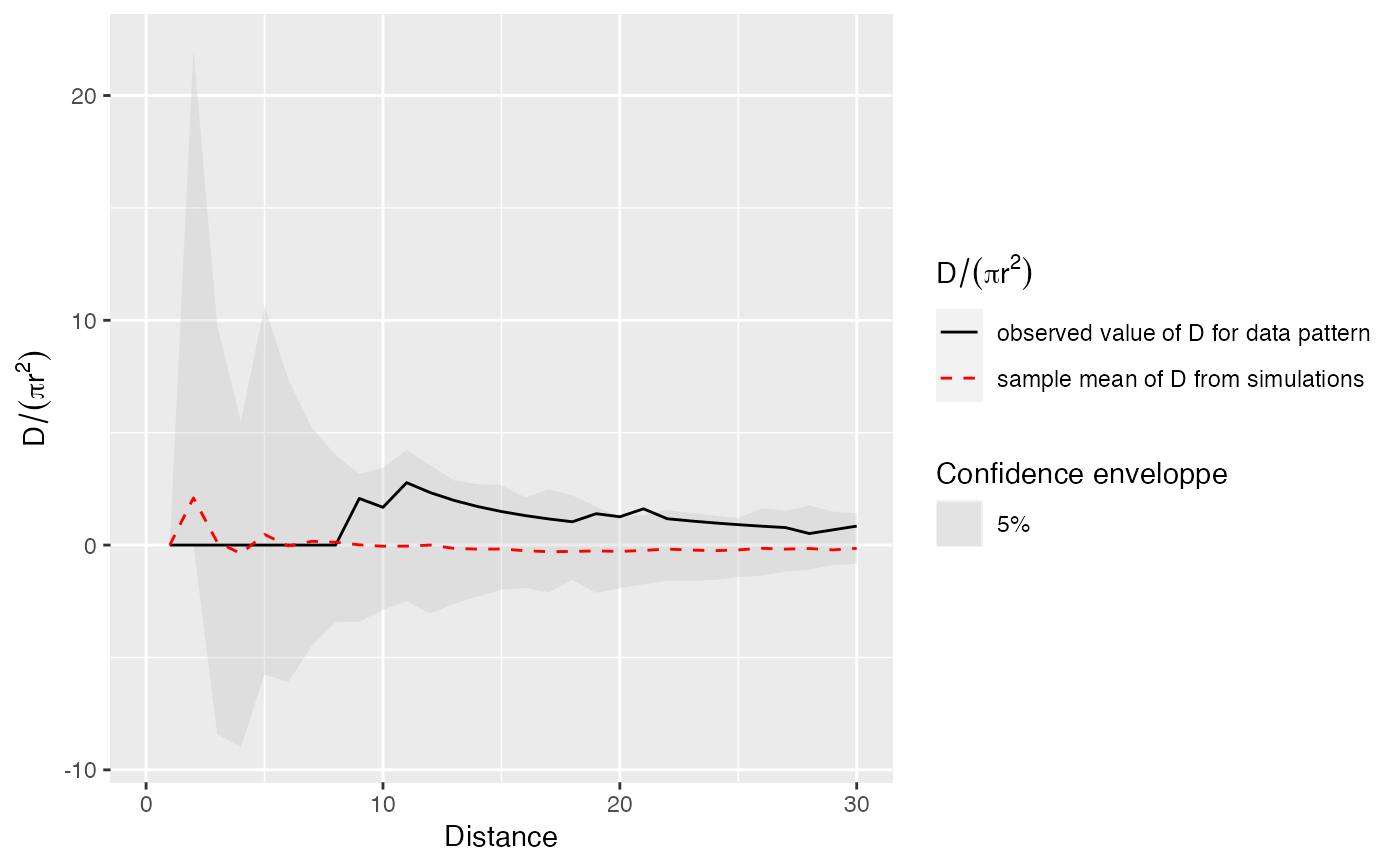 20
10
0
-10
D/(πr²)
0
10
20
30
Distance
D/(πr²)
observed value of D for data pattern
sample mean of D from simulations
Confidence enveloppe
5%